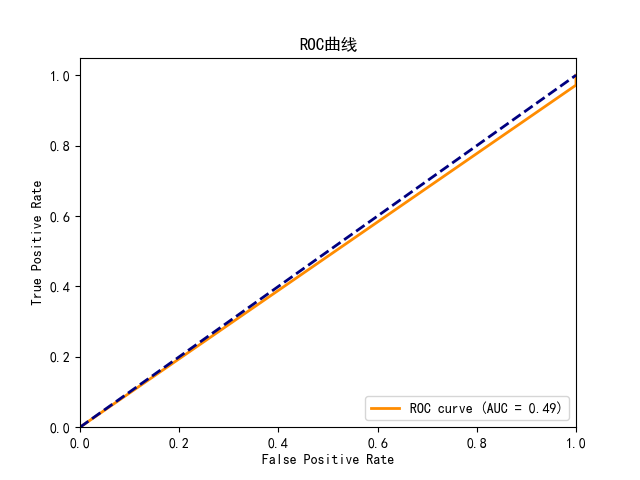 ROC曲线
True Positive Rate
1.0
0.8
0.6
0.4
0.2
0.0
ROC curve (AUC = 0.49)
0.0 0.2 0.4 0.6 0.8 1.0
False Positive Rate